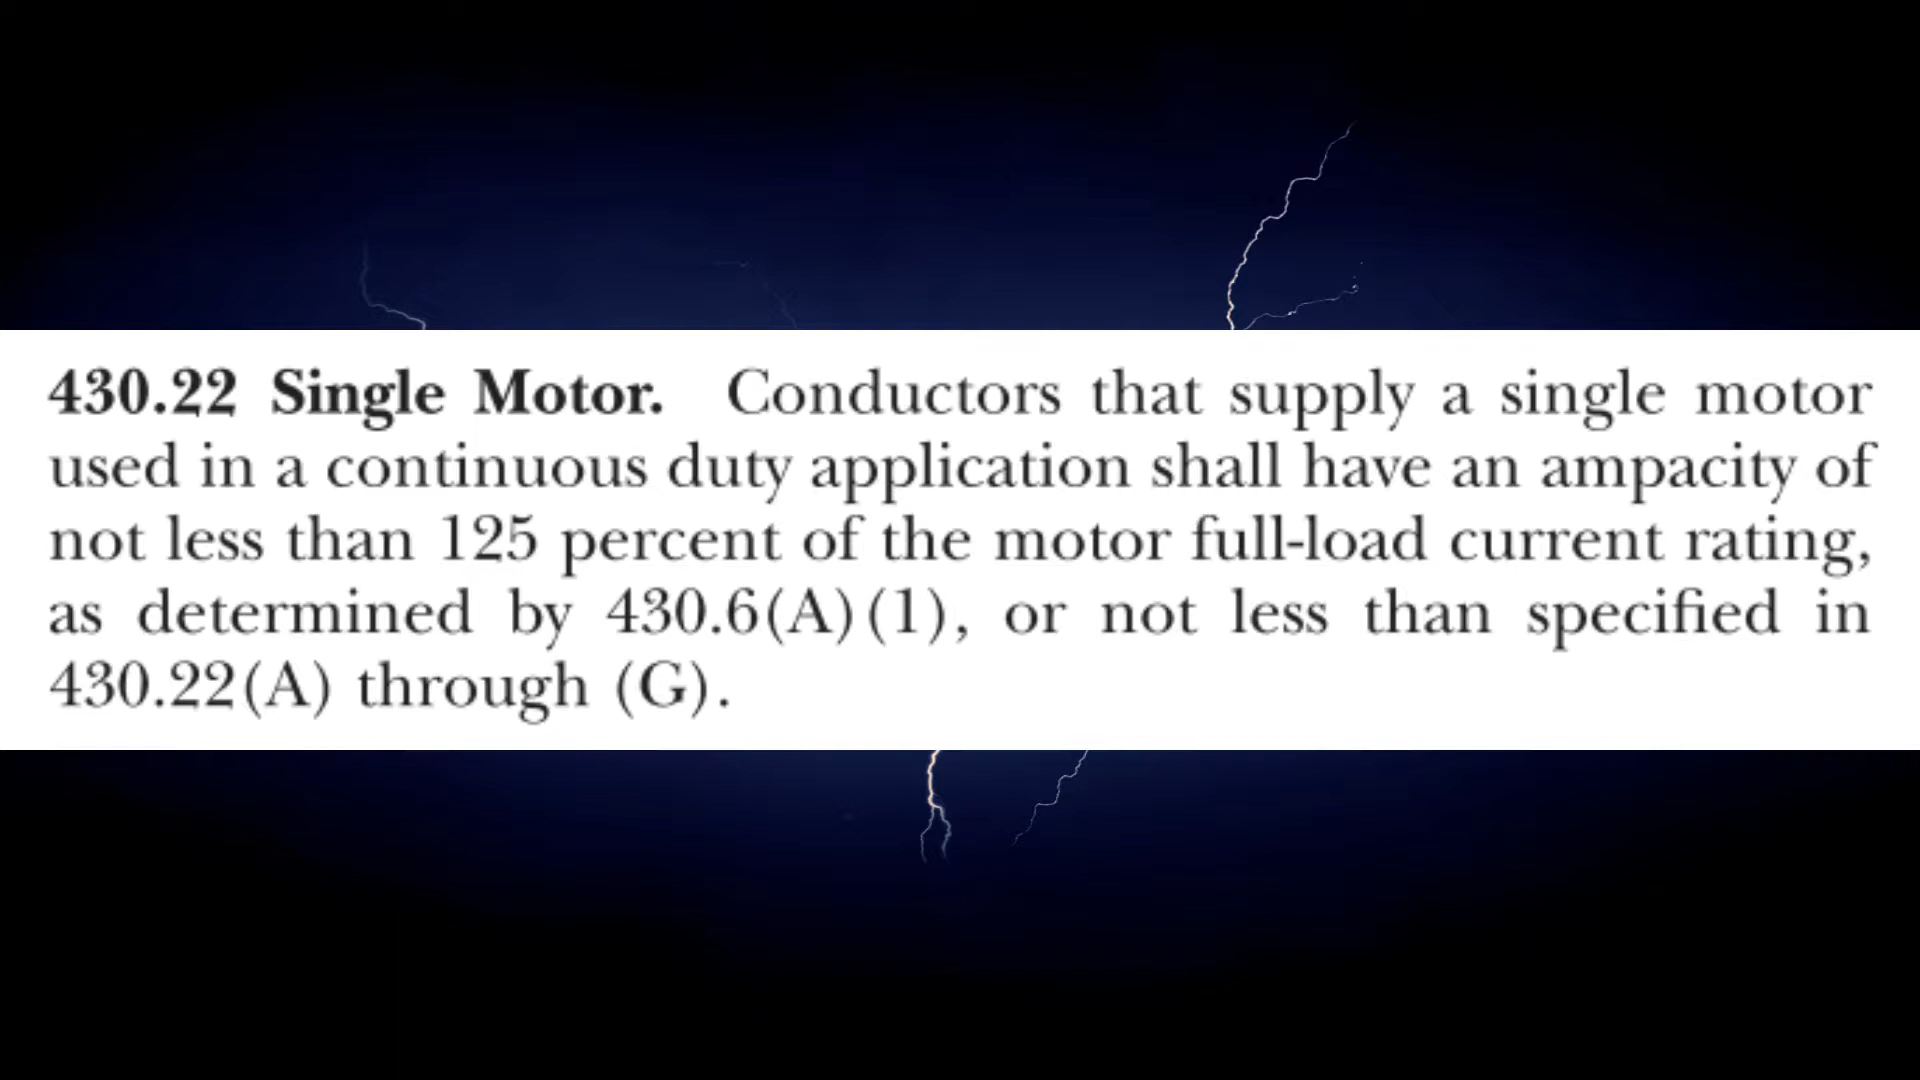 430.22 Single Motor. Conductors that supply a single motor
used in a continuous duty application shall have an ampacity of
not less than 125 percent of the motor full-load current rating,
as determined by 430.6(A)(1), or not less than specified in
430.22(A) through (G).